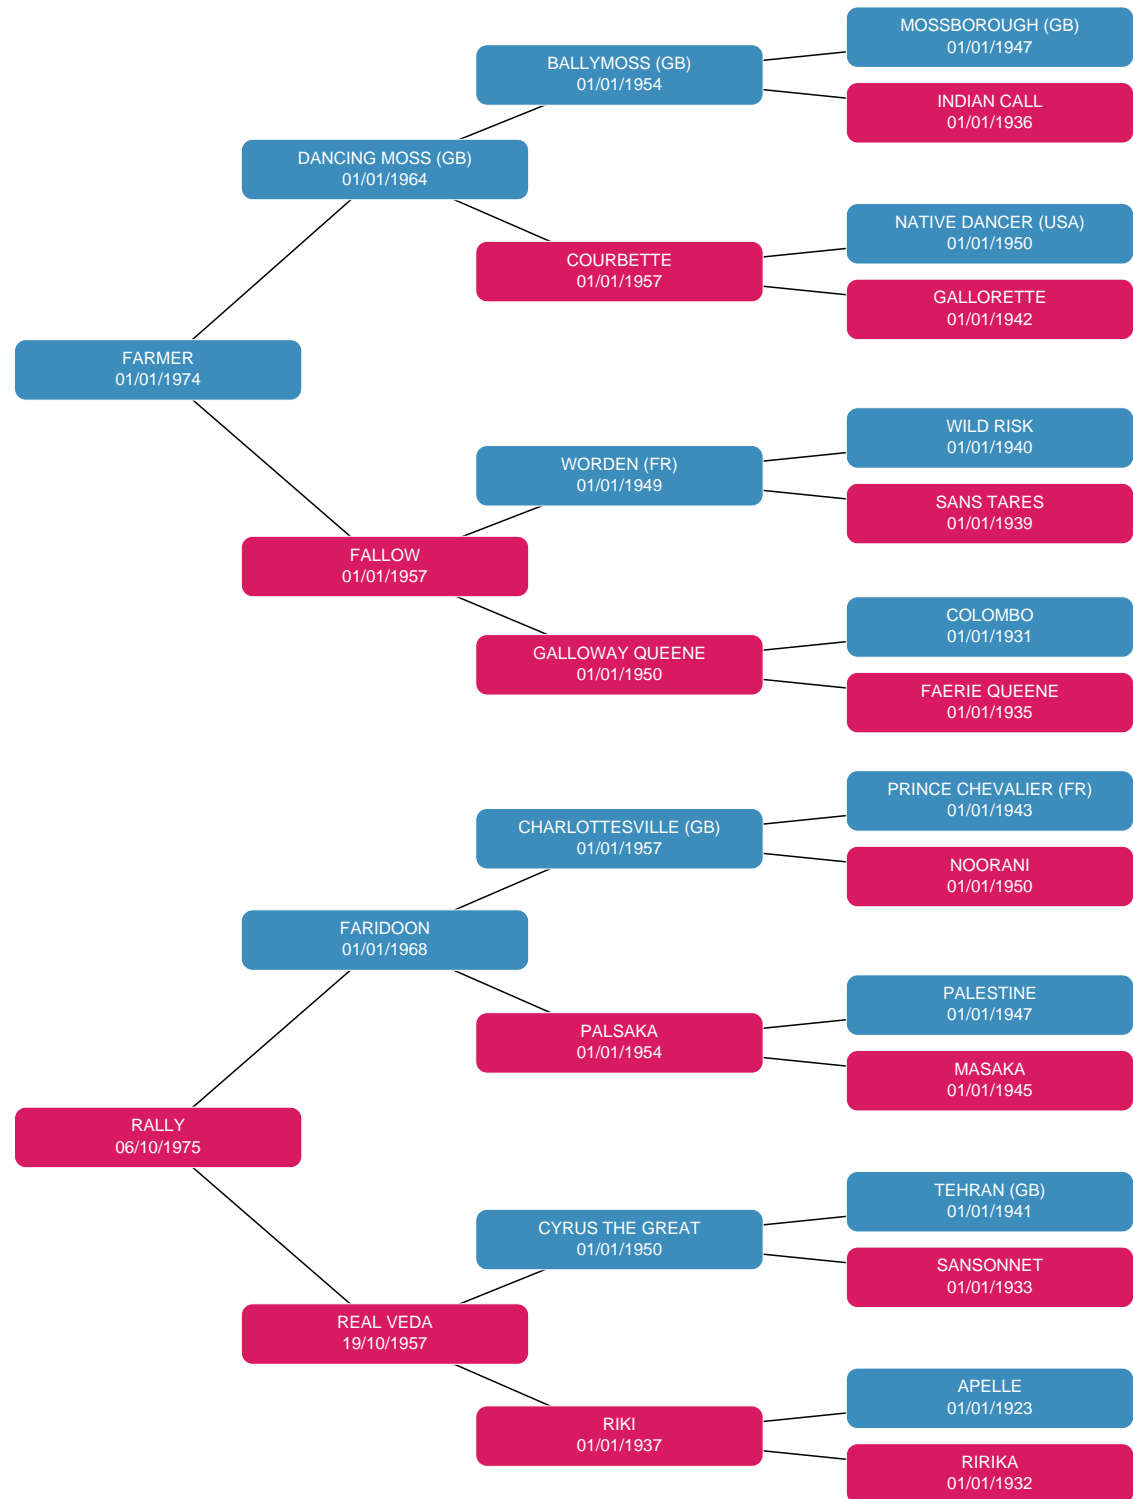 MOSSBOROUGH (GB)
01/01/1947
BALLYMOSS (GB)
01/01/1954
INDIAN CALL
01/01/1936
DANCING MOSS (GB)
01/01/1964
NATIVE DANCER (USA)
01/01/1950
COURBETTE
01/01/1957
GALLORETTE
01/01/1942
FARMER
01/01/1974
WILD RISK
01/01/1940
WORDEN (FR)
01/01/1949
SANS TARES
01/01/1939
FALLOW
01/01/1957
COLOMBO
01/01/1931
GALLOWAY QUEENE
01/01/1950
FAERIE QUEENE
01/01/1935
PRINCE CHEVALIER (FR)
01/01/1943
CHARLOTTESVILLE (GB)
01/01/1957
NOORANI
01/01/1950
FARIDOON
01/01/1968
PALESTINE
01/01/1947
PALSAKA
01/01/1954
MASAKA
01/01/1945
RALLY
06/10/1975
TEHRAN (GB)
01/01/1941
CYRUS THE GREAT
01/01/1950
SANSONNET
01/01/1933
REAL VEDA
19/10/1957
APELLE
01/01/1923
RIKI
01/01/1937
RIRIKA
01/01/1932